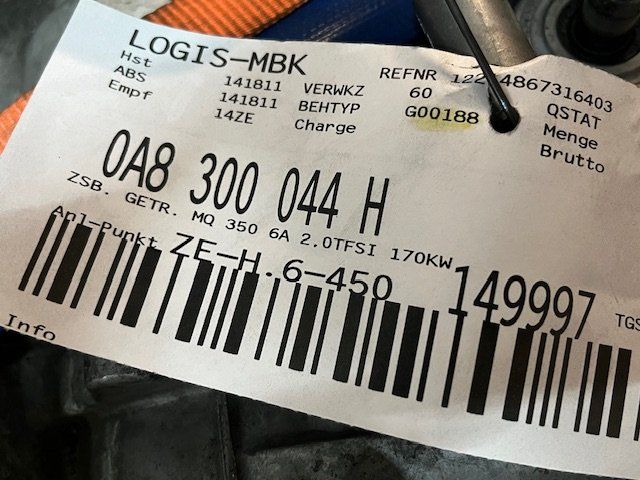 LOGIS-MBK
Hst 141811 VERWKZ REFNR 122 4867316403
ABS 141811 BEHTYP 60 QSTAT
Empf 14ZE Charge G00188 Menge
Brutto
0A8 300 044 H
ZSB. GETR. MQ 350 6A 2.0TFSI 170KW
Anl-Punkt ZE-H.6-450 149997 TGS
Info